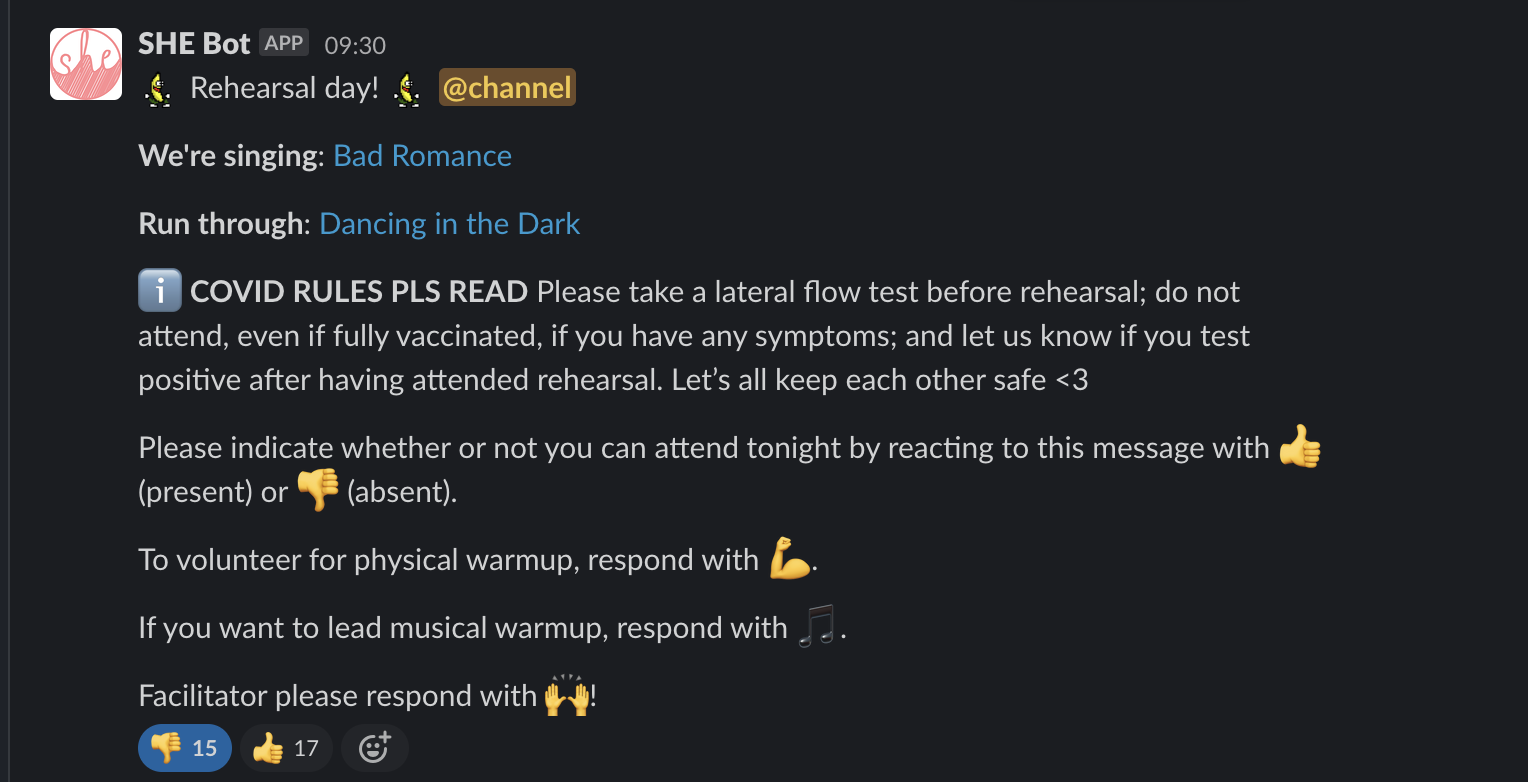 she
SHE Bot APP 09:30
Rehearsal day! @channel
We're singing: Bad Romance
Run through: Dancing in the Dark
ℹ️ COVID RULES PLS READ Please take a lateral flow test before rehearsal; do not
attend, even if fully vaccinated, if you have any symptoms; and let us know if you test
positive after having attended rehearsal. Let’s all keep each other safe <3
Please indicate whether or not you can attend tonight by reacting to this message with 👍
(present) or 👎 (absent).
To volunteer for physical warmup, respond with 💪.
If you want to lead musical warmup, respond with 🎵.
Facilitator please respond with 🙌!
👎 15 👍 17